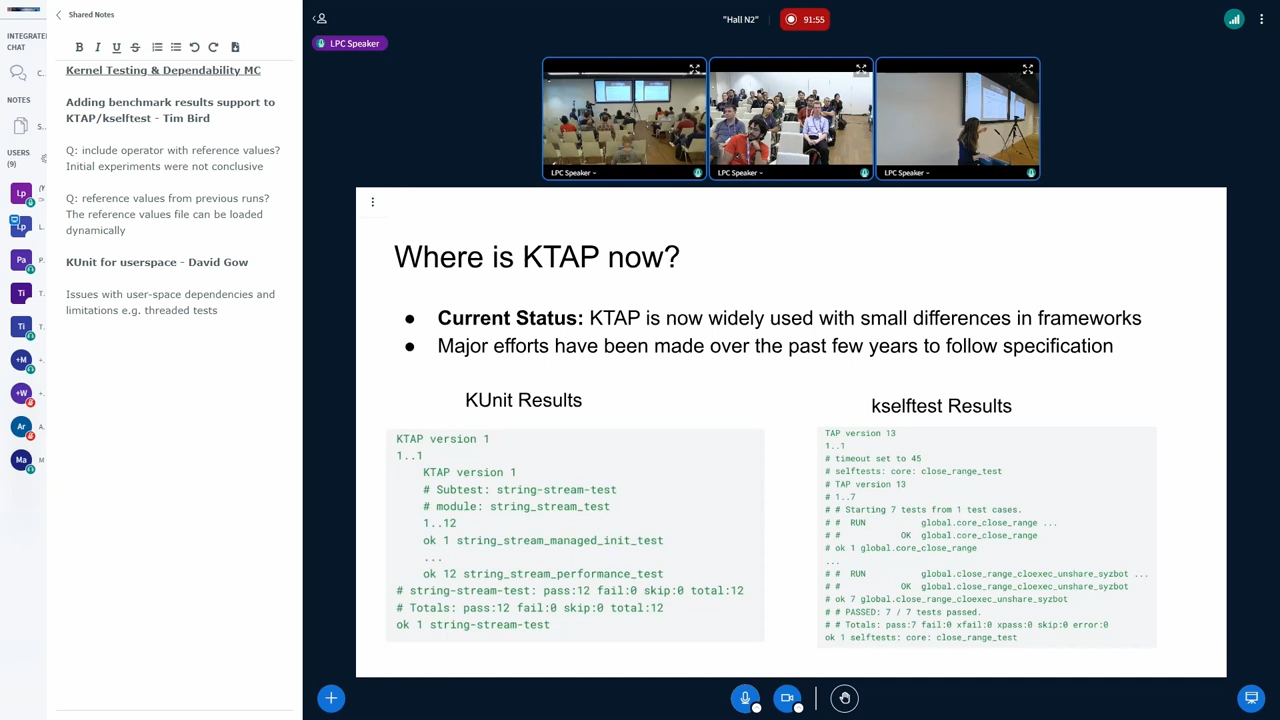 INTEGRATE
CHAT
C...
NOTES
S...
USERS
(9)
Lp
Lp
L..
Pa
P..
Ti
T..
Ti
T..
+M
+..
+W
+..
Ar
A..
Ma
M
Shared Notes
B I U S
Kernel Testing & Dependability MC
Adding benchmark results support to
KTAP/kselftest - Tim Bird
Q: include operator with reference values?
Initial experiments were not conclusive
Q: reference values from previous runs?
The reference values file can be loaded
dynamically
KUnit for userspace - David Gow
Issues with user-space dependencies and
limitations e.g. threaded tests
"Hall N2"
91:55
LPC Speaker
LPC Speaker
LPC Speaker
LPC Speaker
Where is KTAP now?
● Current Status: KTAP is now widely used with small differences in frameworks
● Major efforts have been made over the past few years to follow specification
KUnit Results
KTAP version 1
1..1
KTAP version 1
# Subtest: string-stream-test
# module: string_stream_test
1..12
ok 1 string_stream_managed_init_test
...
ok 12 string_stream_performance_test
# string-stream-test: pass:12 fail:0 skip:0 total:12
# Totals: pass:12 fail:0 skip:0 total:12
ok 1 string-stream-test
kselftest Results
TAP version 13
1..1
# timeout set to 45
# selftests: core: close_range_test
# TAP version 13
# 1..7
# # Starting 7 tests from 1 test cases.
# # RUN global.core_close_range ...
# # OK global.core_close_range
# ok 1 global.core_close_range
...
# # RUN global.close_range_cloexec_unshare_syzbot ...
# # OK global.close_range_cloexec_unshare_syzbot
# ok 7 global.close_range_cloexec_unshare_syzbot
# # PASSED: 7 / 7 tests passed.
# # Totals: pass:7 fail:0 xfail:0 xpass:0 skip:0 error:0
ok 1 selftests: core: close_range_test